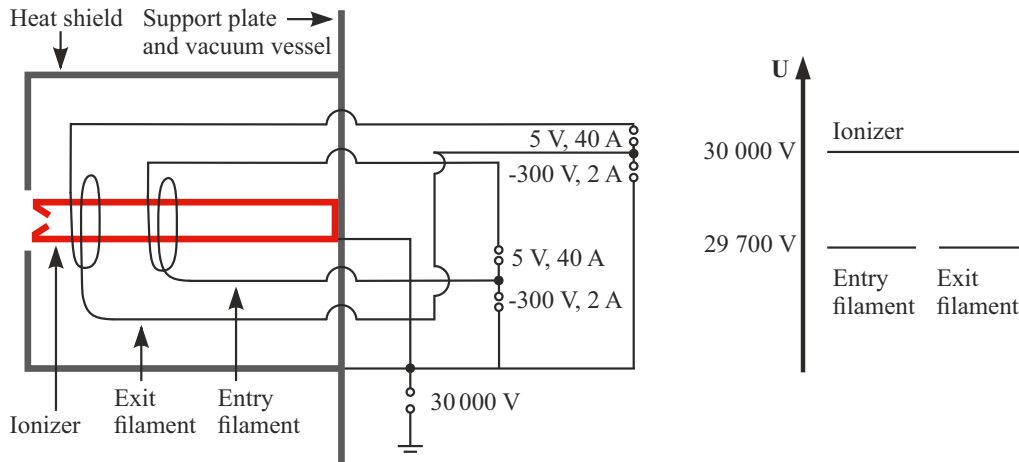 Heat shield
Support plate
and vacuum vessel
5 V, 40 A
-300 V, 2 A
5 V, 40 A
-300 V, 2 A
30 000 V
Ionizer
Exit
filament
Entry
filament
U
Ionizer
30 000 V
29 700 V
Entry
filament
Exit
filament